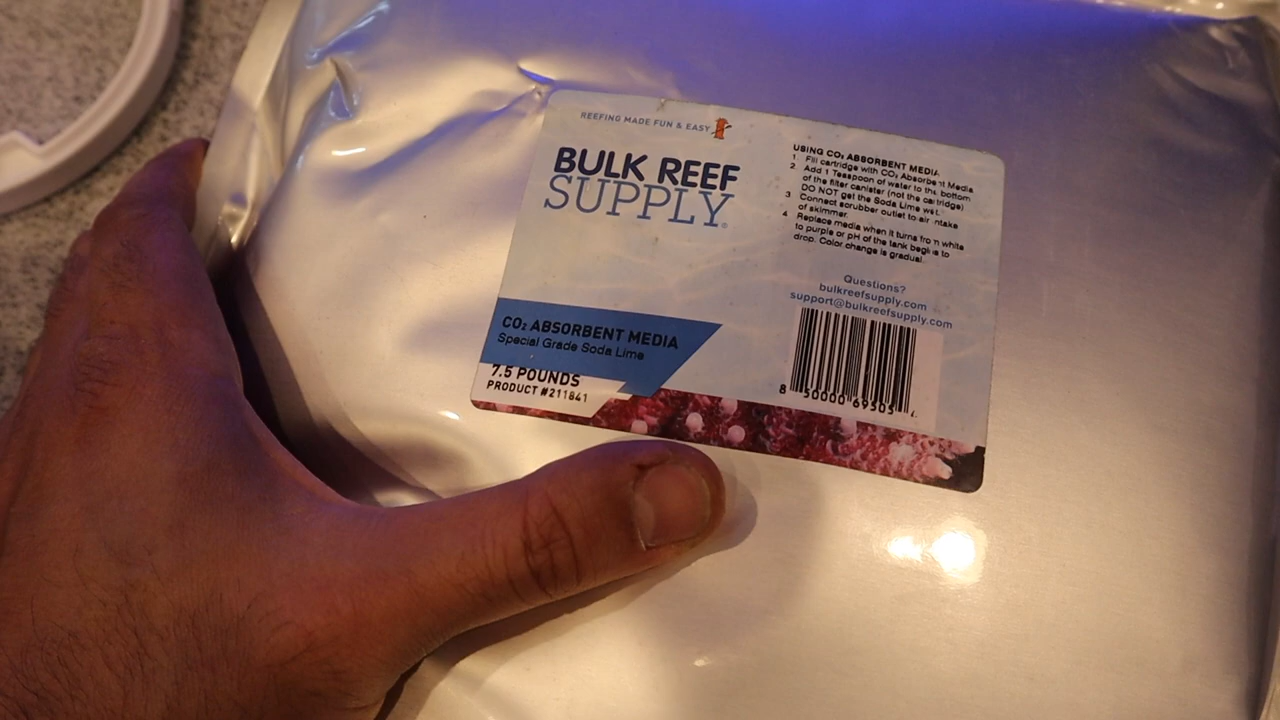 REEFING MADE FUN & EASY
BULK REEF
SUPPLY
CO₂ ABSORBENT MEDIA
Special Grade Soda Lime
7.5 POUNDS
PRODUCT #211841
USING CO₂ ABSORBENT MEDIA
1 Fill cartridge with CO₂ Absorbent Media
2 Add 1 Teaspoon of water to the bottom
of the filter canister (not the cartridge)
DO NOT get the Soda Lime wet.
3 Connect scrubber outlet to air intake
of skimmer.
4 Replace media when it turns from white
to purple or pH of the tank begins to
drop. Color change is gradual.
Questions?
bulkreefsupply.com
support@bulkreefsupply.com
8 50000 69505